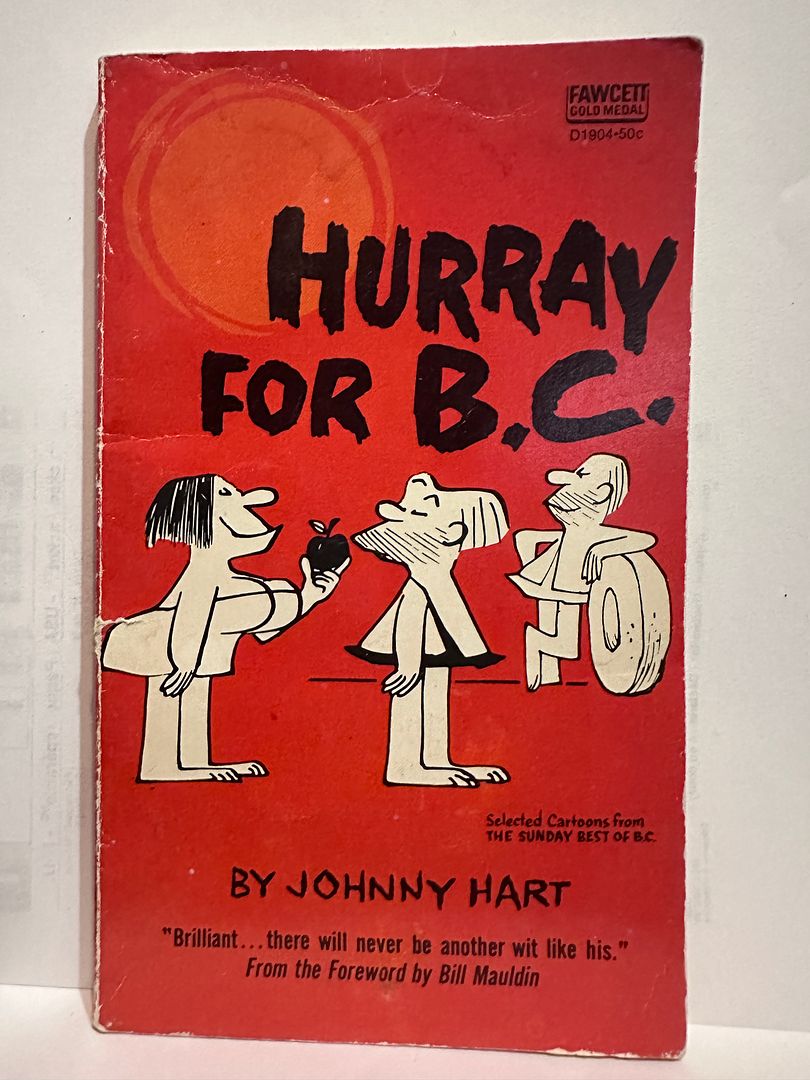 FAWCETT
GOLD MEDAL
D1904•50c
HURRAY
FOR B.C.
Selected Cartoons from
THE SUNDAY BEST OF B.C.
BY JOHNNY HART
"Brilliant...there will never be another wit like his."
From the Foreword by Bill Mauldin